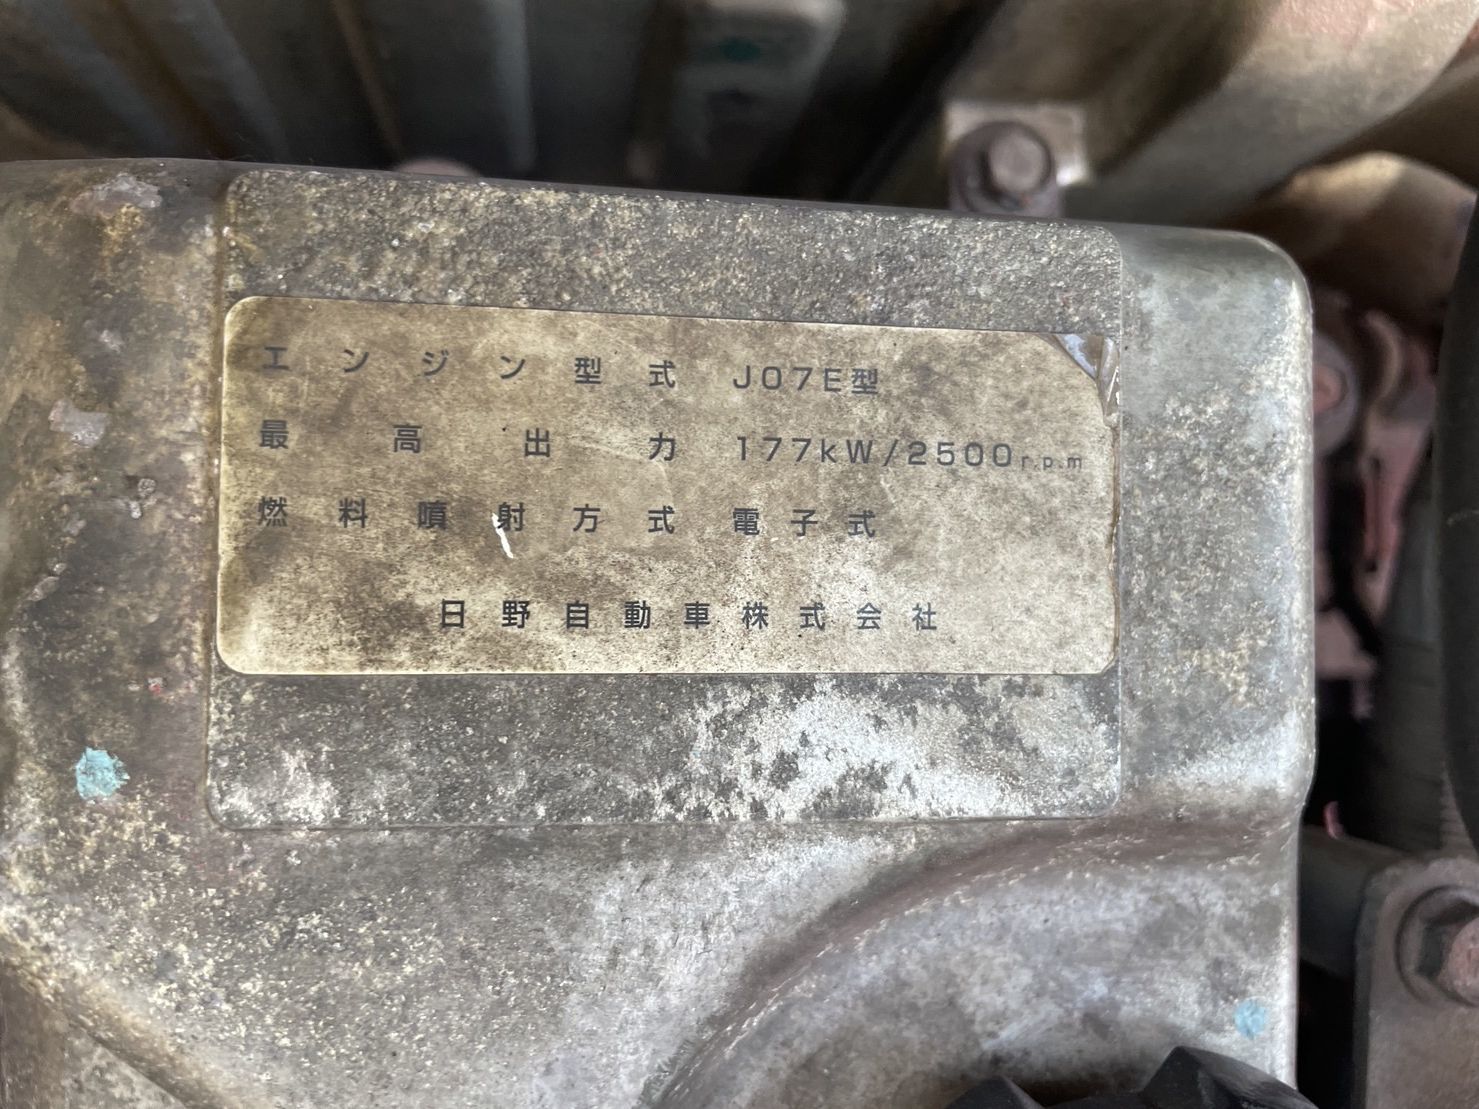 エンジン型式 J07E型
最高出力 177kW/2500r.p.m
燃料噴射方式 電子式
日野自動車株式会社